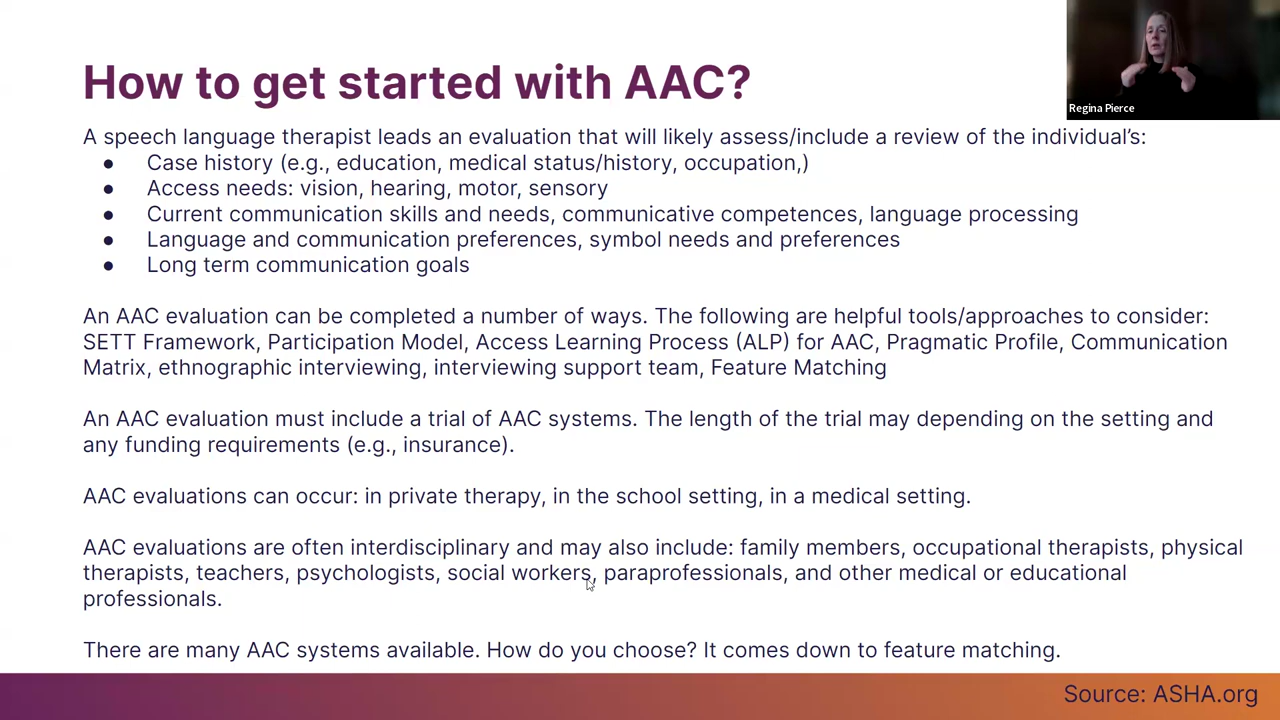 How to get started with AAC?
Regina Pierce
A speech language therapist leads an evaluation that will likely assess/include a review of the individual's:
● Case history (e.g., education, medical status/history, occupation,)
● Access needs: vision, hearing, motor, sensory
● Current communication skills and needs, communicative competences, language processing
● Language and communication preferences, symbol needs and preferences
● Long term communication goals
An AAC evaluation can be completed a number of ways. The following are helpful tools/approaches to consider:
SETT Framework, Participation Model, Access Learning Process (ALP) for AAC, Pragmatic Profile, Communication
Matrix, ethnographic interviewing, interviewing support team, Feature Matching
An AAC evaluation must include a trial of AAC systems. The length of the trial may depending on the setting and
any funding requirements (e.g., insurance).
AAC evaluations can occur: in private therapy, in the school setting, in a medical setting.
AAC evaluations are often interdisciplinary and may also include: family members, occupational therapists, physical
therapists, teachers, psychologists, social workers, paraprofessionals, and other medical or educational
professionals.
There are many AAC systems available. How do you choose? It comes down to feature matching.
Source: ASHA.org